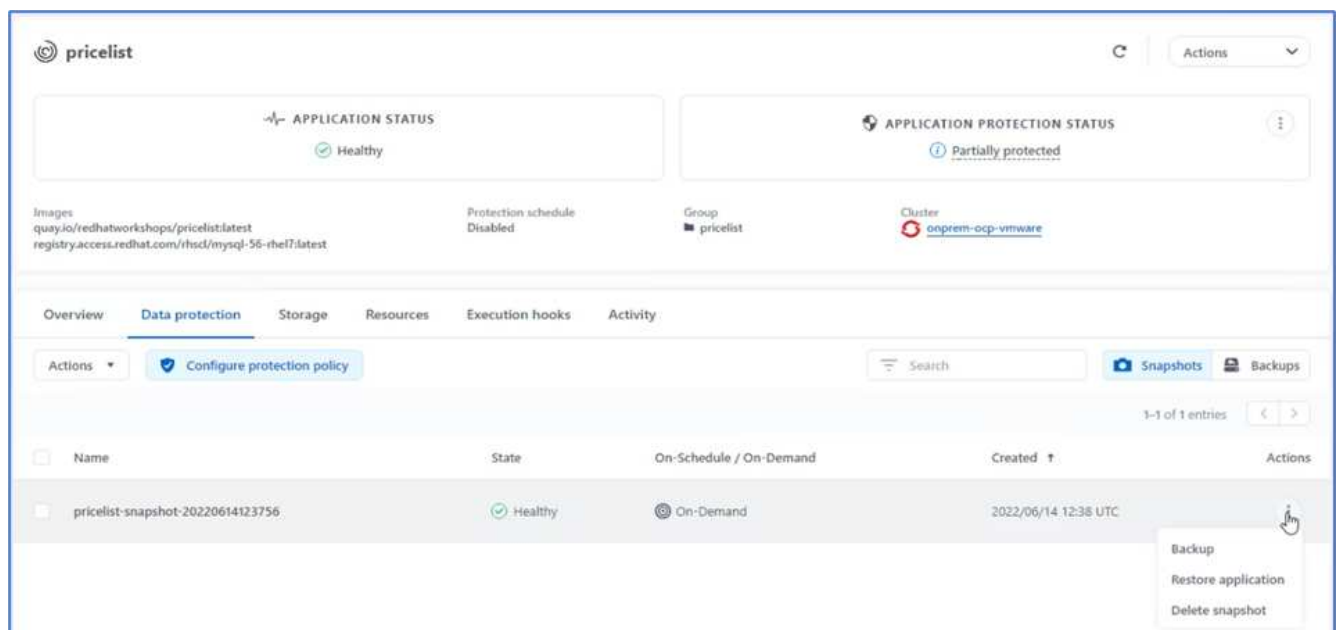 pricelist
Actions
APPLICATION STATUS
Healthy
APPLICATION PROTECTION STATUS
Partially protected
Images
quay.io/redhatworkshops/pricelist:latest
registry.access.redhat.com/rhscl/mysql-56-rhel7:latest
Protection schedule
Disabled
Group
pricelist
Cluster
onprem-ocp-vmware
Overview Data protection Storage Resources Execution hooks Activity
Actions Configure protection policy Search Snapshots Backups
1-1 of 1 entries
Name State On-Schedule / On-Demand Created ↑ Actions
pricelist-snapshot-20220614123756 Healthy On-Demand 2022/06/14 12:38 UTC
Backup
Restore application
Delete snapshot